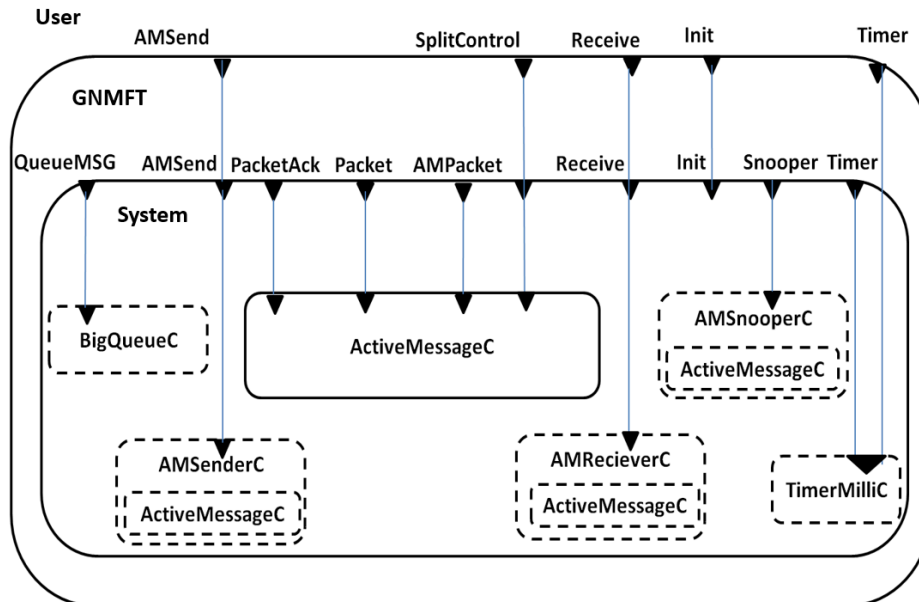 User
AMSend SplitControl Receive Init Timer
GNMFT
QueueMSG AMSend PacketAck Packet AMPacket Receive Init Snooper Timer
System
BigQueueC
ActiveMessageC
AMSnooperC
ActiveMessageC
AMSenderC
ActiveMessageC
AMRecieverC
ActiveMessageC
TimerMilliC